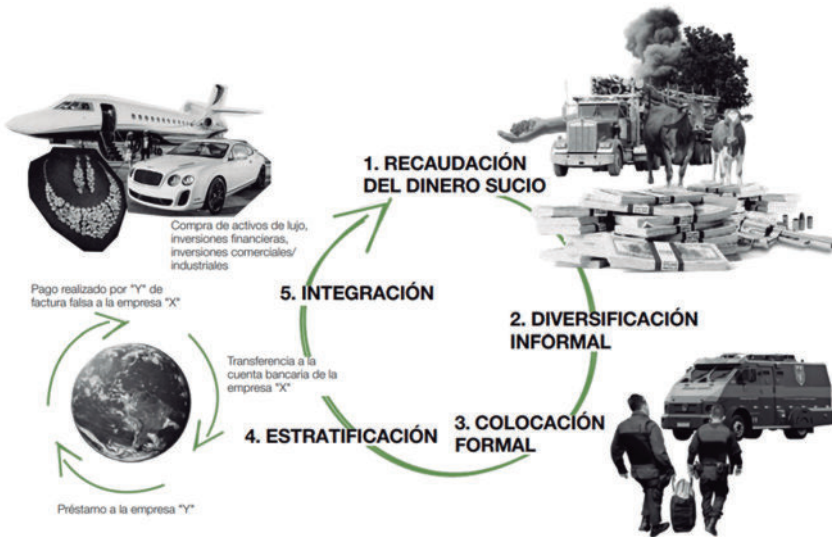 1. RECAUDACIÓN
DEL DINERO SUCIO
Compra de activos de lujo,
inversiones financieras,
inversiones comerciales/
industriales
5. INTEGRACIÓN
Pago realizado por "Y" de
factura falsa a la empresa "X"
2. DIVERSIFICACIÓN
INFORMAL
Transferencia a la
cuenta bancaria de la
empresa "X"
3. COLOCACIÓN
FORMAL
4. ESTRATIFICACIÓN
Préstamo a la empresa "Y"